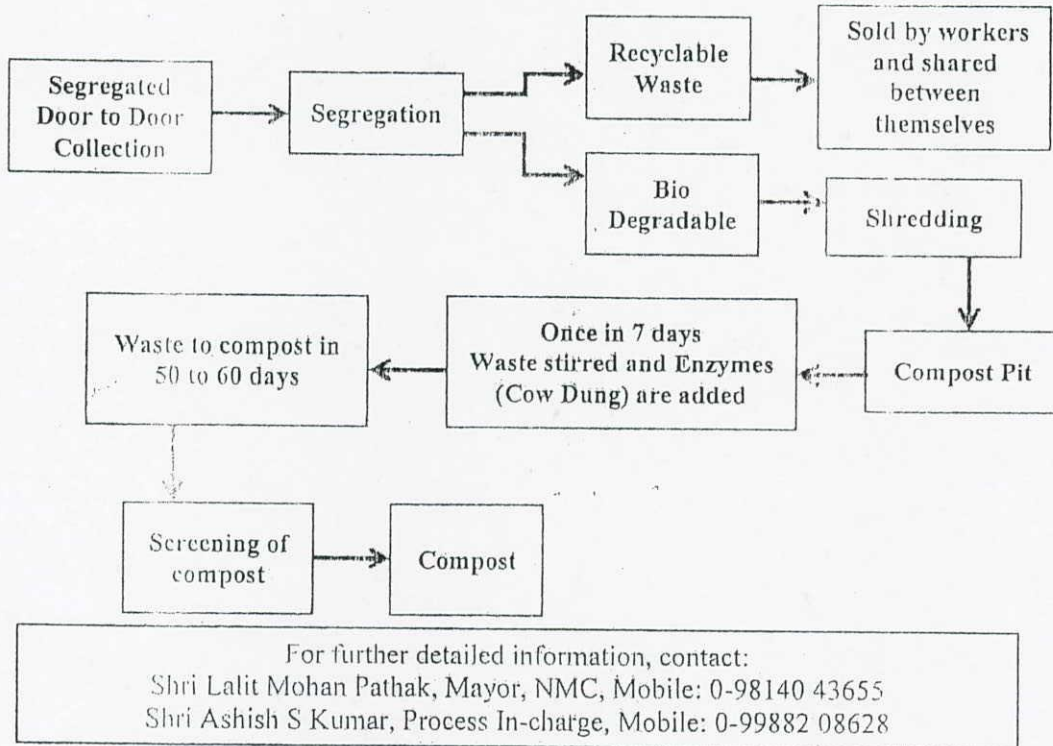 Segregated
Door to Door
Collection
Segregation
Recyclable
Waste
Sold by workers
and shared
between
themselves
Bio
Degradable
Shredding
Compost Pit
Once in 7 days
Waste stirred and Enzymes
(Cow Dung) are added
Waste to compost in
50 to 60 days
Screening of
compost
Compost
For further detailed information, contact:
Shri Lalit Mohan Pathak, Mayor, NMC, Mobile: 0-98140 43655
Shri Ashish S Kumar, Process In-charge, Mobile: 0-99882 08628